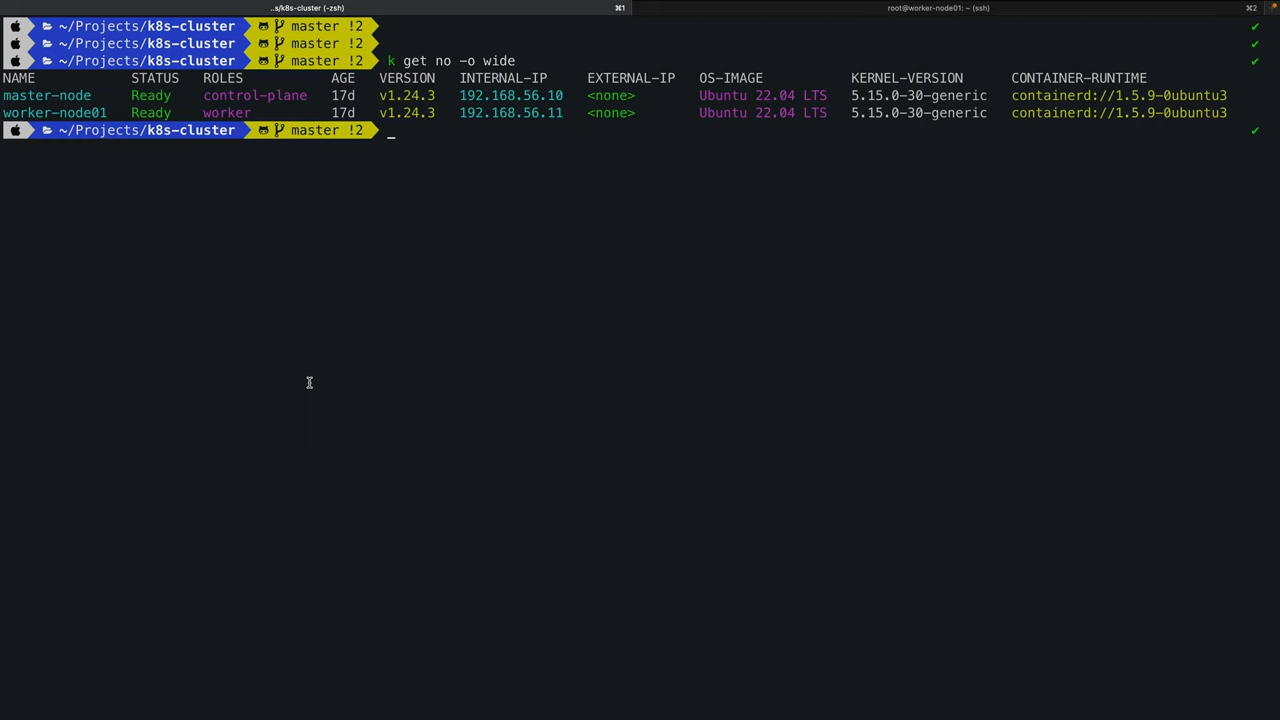 ..s/k8s-cluster (-zsh) ⌘1 root@worker-node01: ~ (ssh) ⌘2
~/Projects/k8s-cluster master !2 ✔
~/Projects/k8s-cluster master !2 ✔
~/Projects/k8s-cluster master !2 k get no -o wide ✔
NAME STATUS ROLES AGE VERSION INTERNAL-IP EXTERNAL-IP OS-IMAGE KERNEL-VERSION CONTAINER-RUNTIME
master-node Ready control-plane 17d v1.24.3 192.168.56.10 <none> Ubuntu 22.04 LTS 5.15.0-30-generic containerd://1.5.9-0ubuntu3
worker-node01 Ready worker 17d v1.24.3 192.168.56.11 <none> Ubuntu 22.04 LTS 5.15.0-30-generic containerd://1.5.9-0ubuntu3
~/Projects/k8s-cluster master !2 _ ✔